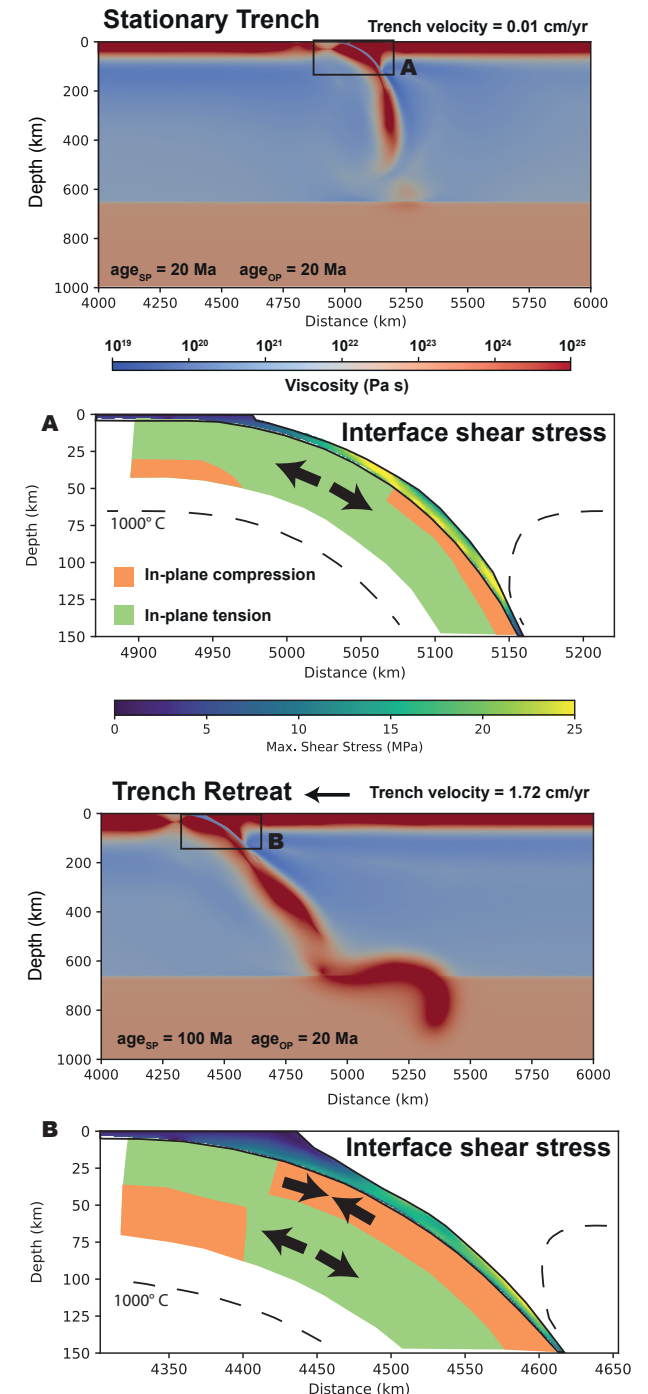 Stationary Trench
Trench velocity = 0.01 cm/yr
0
200
400
600
800
1000
Depth (km)
A
age_SP = 20 Ma age_OP = 20 Ma
4000 4250 4500 4750 5000 5250 5500 5750 6000
Distance (km)
10^19 10^20 10^21 10^22 10^23 10^24 10^25
Viscosity (Pa s)
A
Interface shear stress
0
25
50
75
100
125
150
Depth (km)
1000° C
In-plane compression
In-plane tension
4900 4950 5000 5050 5100 5150 5200
Distance (km)
0 5 10 15 20 25
Max. Shear Stress (MPa)
Trench Retreat
Trench velocity = 1.72 cm/yr
0
200
400
600
800
1000
Depth (km)
B
age_SP = 100 Ma age_OP = 20 Ma
4000 4250 4500 4750 5000 5250 5500 5750 6000
Distance (km)
B
Interface shear stress
0
25
50
75
100
125
150
Depth (km)
1000° C
4350 4400 4450 4500 4550 4600 4650
Distance (km)